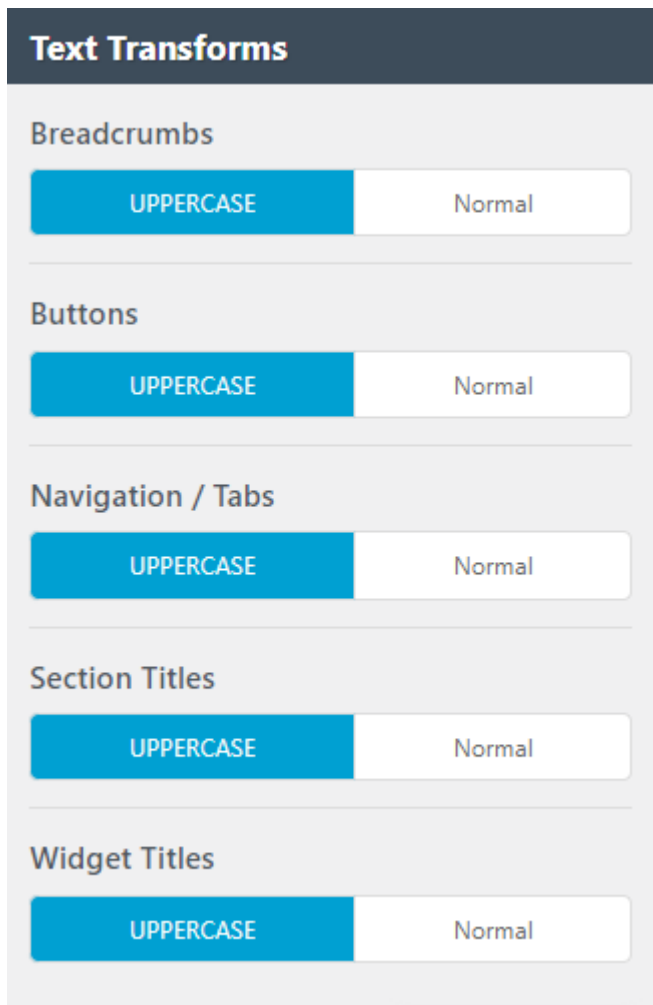 Text Transforms
Breadcrumbs
UPPERCASE Normal
Buttons
UPPERCASE Normal
Navigation / Tabs
UPPERCASE Normal
Section Titles
UPPERCASE Normal
Widget Titles
UPPERCASE Normal